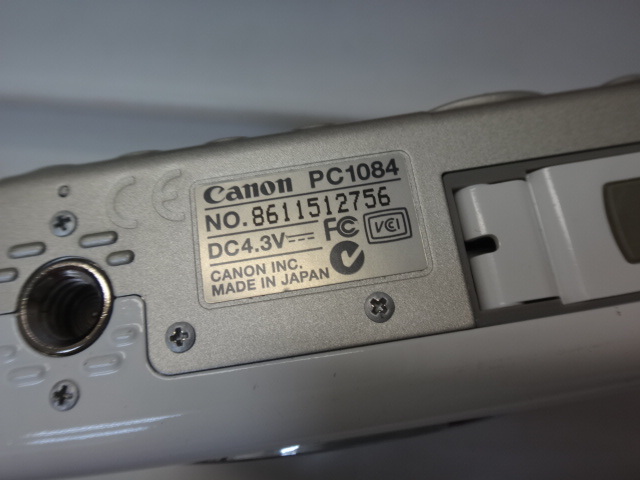 Canon PC1084
NO.8611512756
DC4.3V
FC VCI
CANON INC.
MADE IN JAPAN
CE